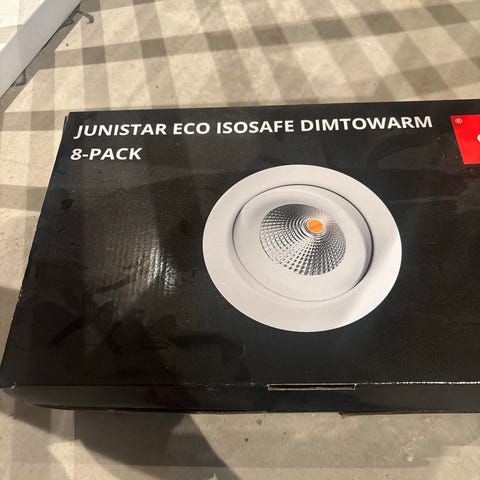 JUNISTAR ECO ISOSAFE DIMTOWARM
8-PACK
®